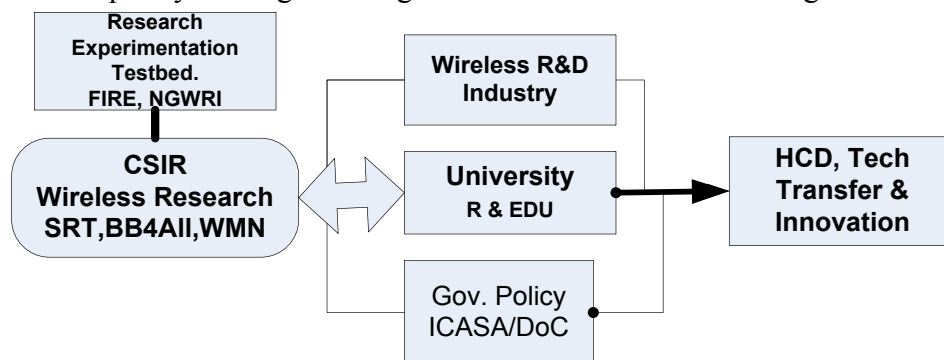 Research
Experimentation
Testbed.
FIRE, NGWRI
CSIR
Wireless Research
SRT,BB4All,WMN
Wireless R&D
Industry
University
R & EDU
Gov. Policy
ICASA/DoC
HCD, Tech
Transfer &
Innovation